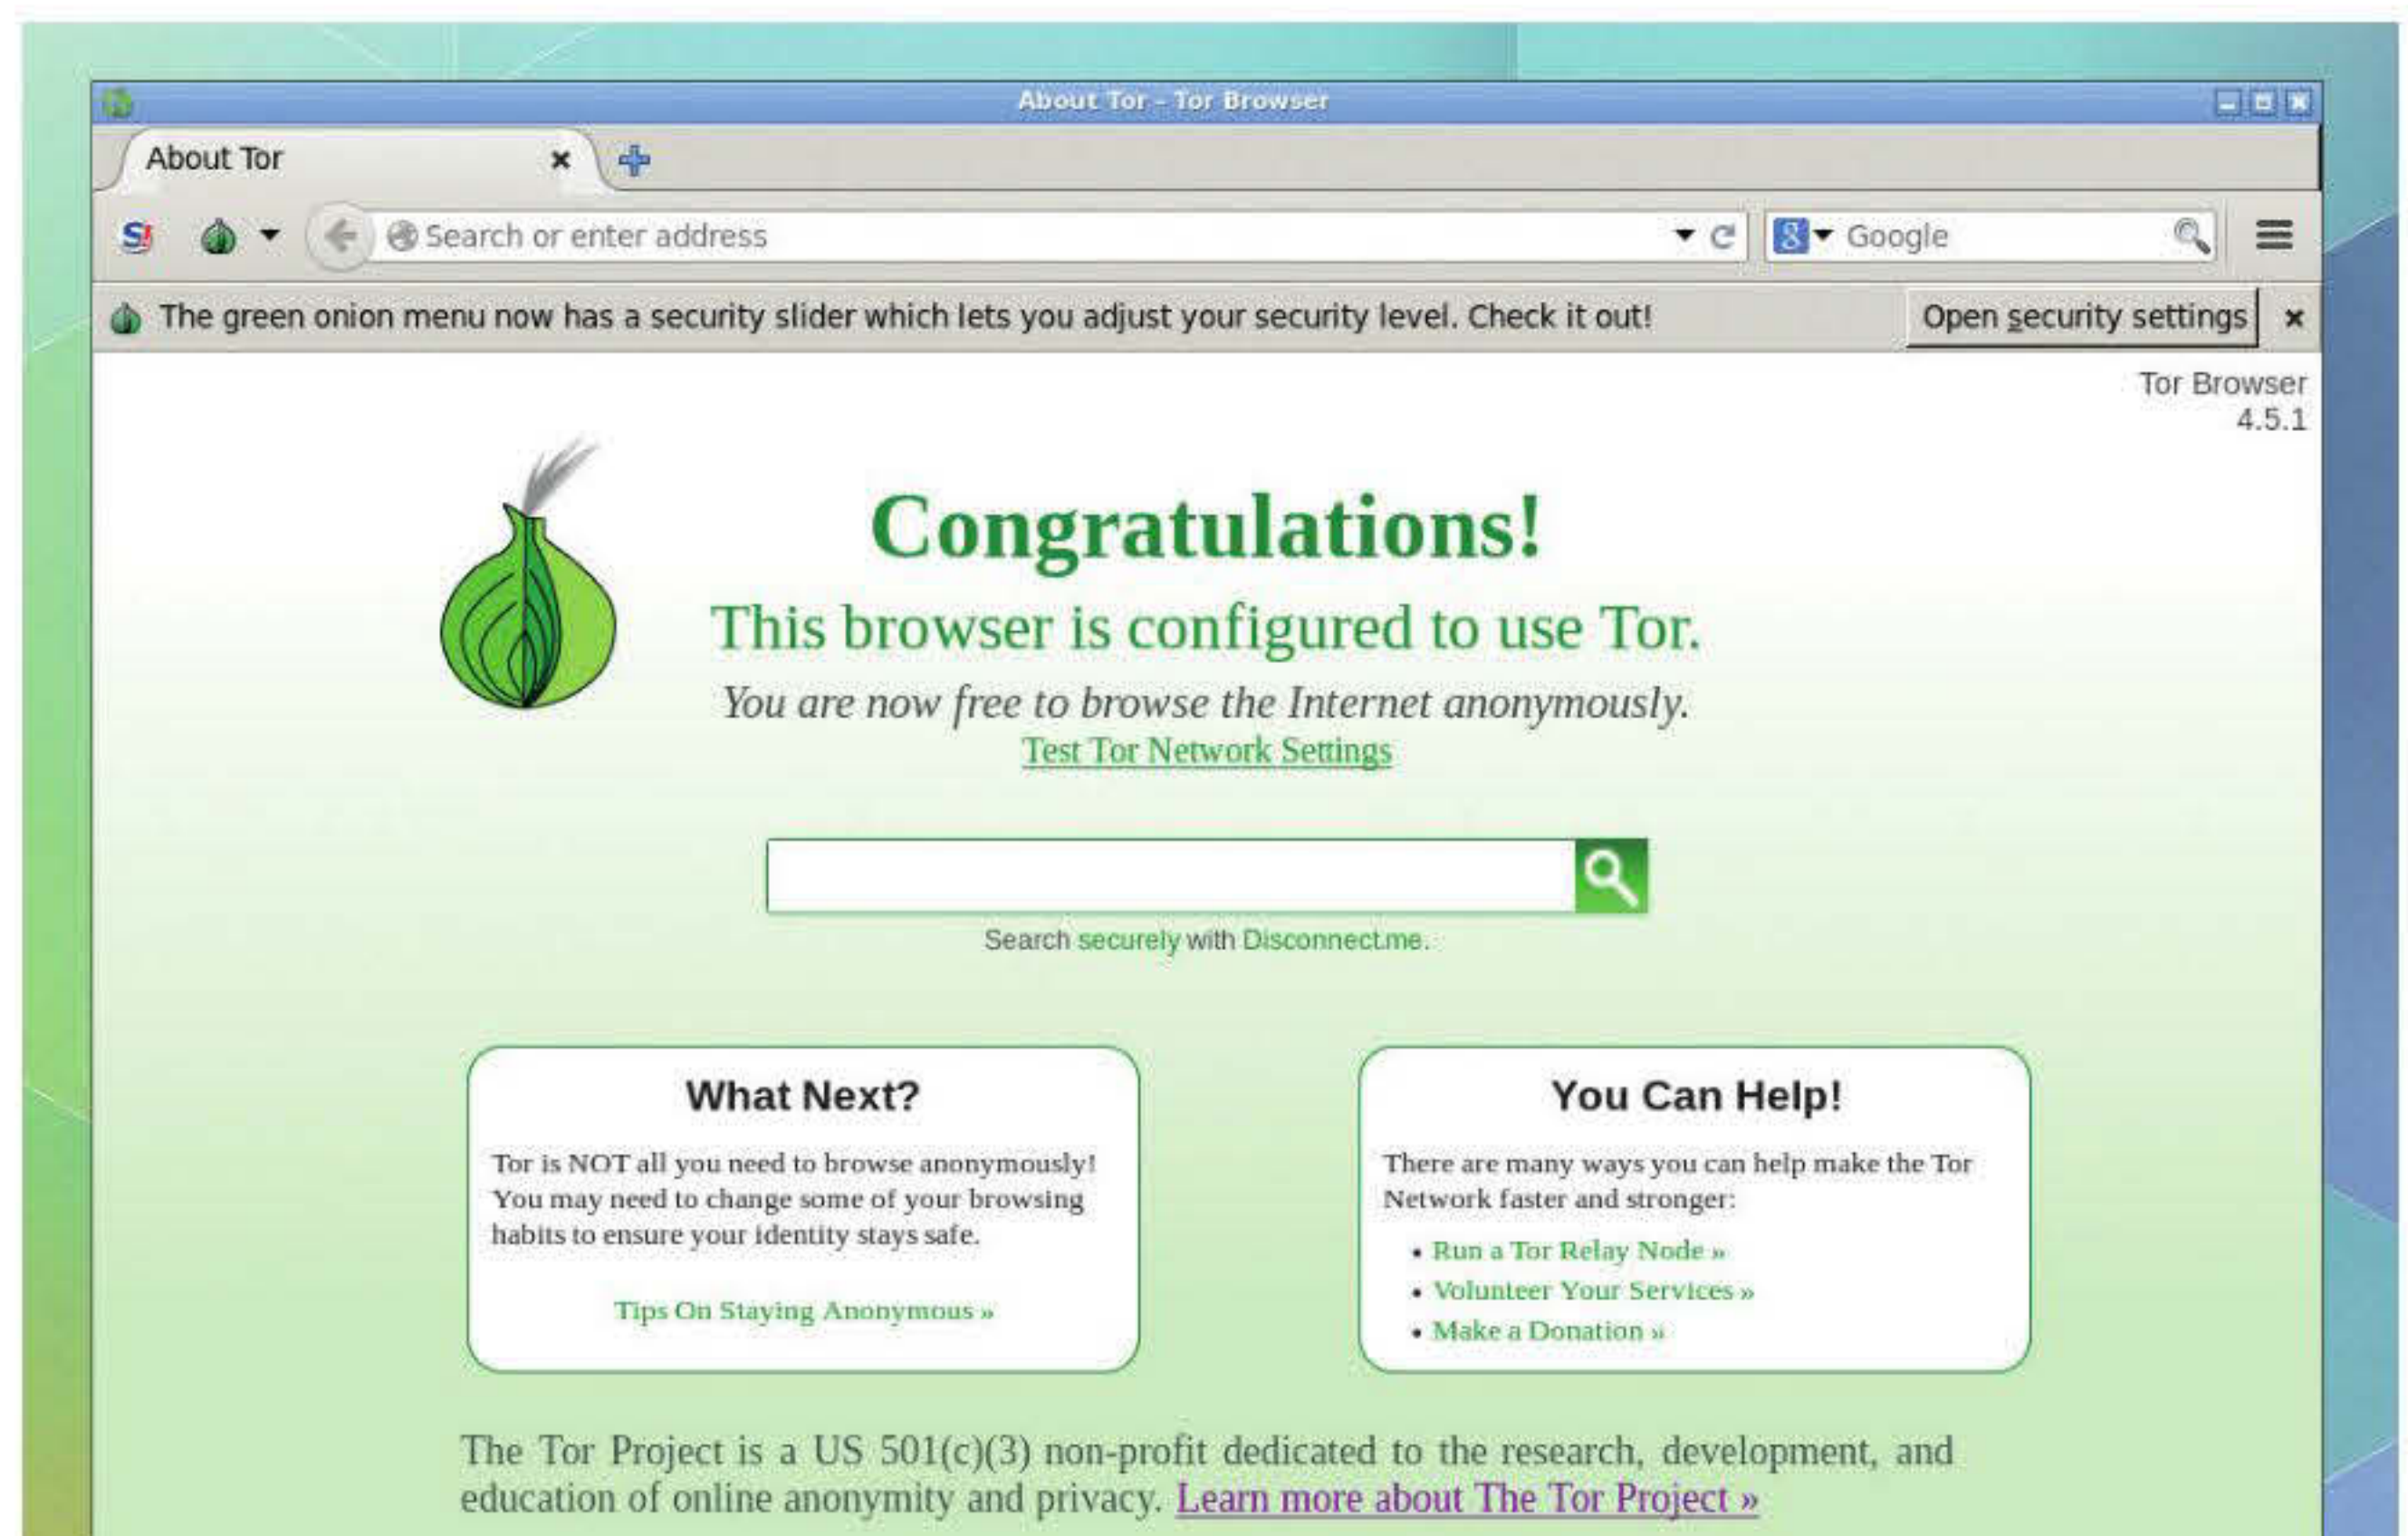 About Tor - Tor Browser
About Tor
Search or enter address
Google
The green onion menu now has a security slider which lets you adjust your security level. Check it out!
Open security settings
Tor Browser
4.5.1
Congratulations!
This browser is configured to use Tor.
You are now free to browse the Internet anonymously.
Test Tor Network Settings
Search securely with Disconnect.me.
What Next?
Tor is NOT all you need to browse anonymously!
You may need to change some of your browsing
habits to ensure your identity stays safe.
Tips On Staying Anonymous »
You Can Help!
There are many ways you can help make the Tor
Network faster and stronger:
• Run a Tor Relay Node »
• Volunteer Your Services »
• Make a Donation »
The Tor Project is a US 501(c)(3) non-profit dedicated to the research, development, and
education of online anonymity and privacy. Learn more about The Tor Project »